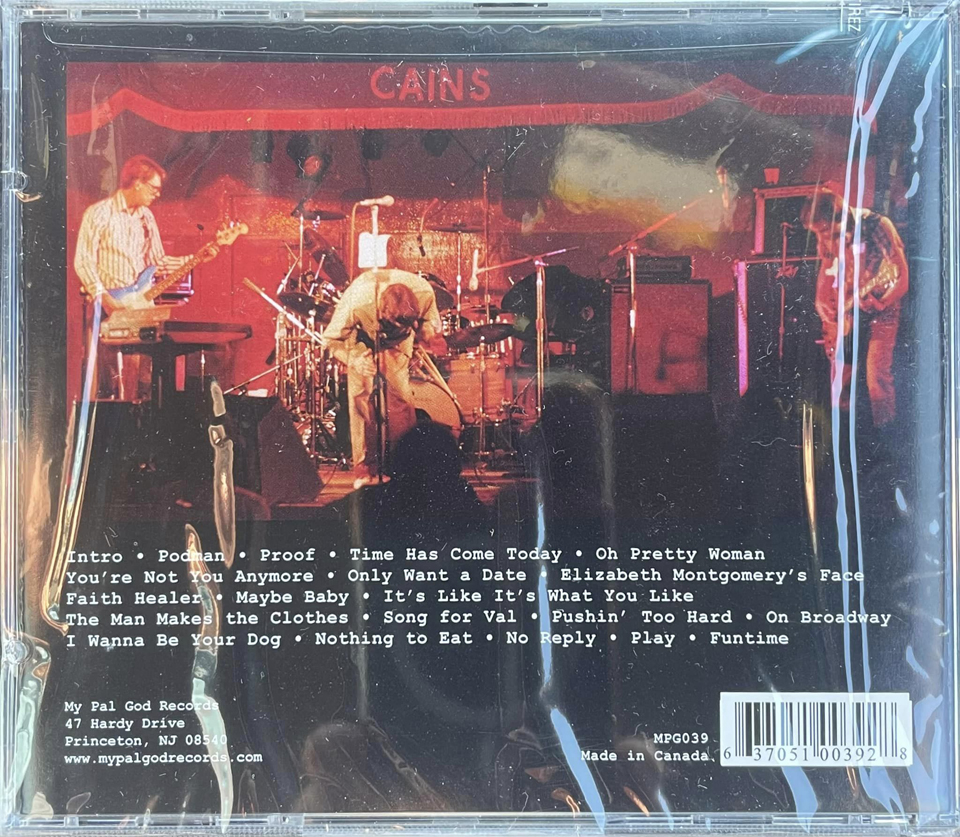 CAINS
Intro • Podman • Proof • Time Has Come Today • Oh Pretty Woman
You're Not You Anymore • Only Want a Date • Elizabeth Montgomery's Face
Faith Healer • Maybe Baby • It's Like It's What You Like
The Man Makes the Clothes • Song for Val • Pushin' Too Hard • On Broadway
I Wanna Be Your Dog • Nothing to Eat • No Reply • Play • Funtime
My Pal God Records
47 Hardy Drive
Princeton, NJ 08540
www.mypalgodrecords.com
MPG039
Made in Canada
6 37051 00392 8